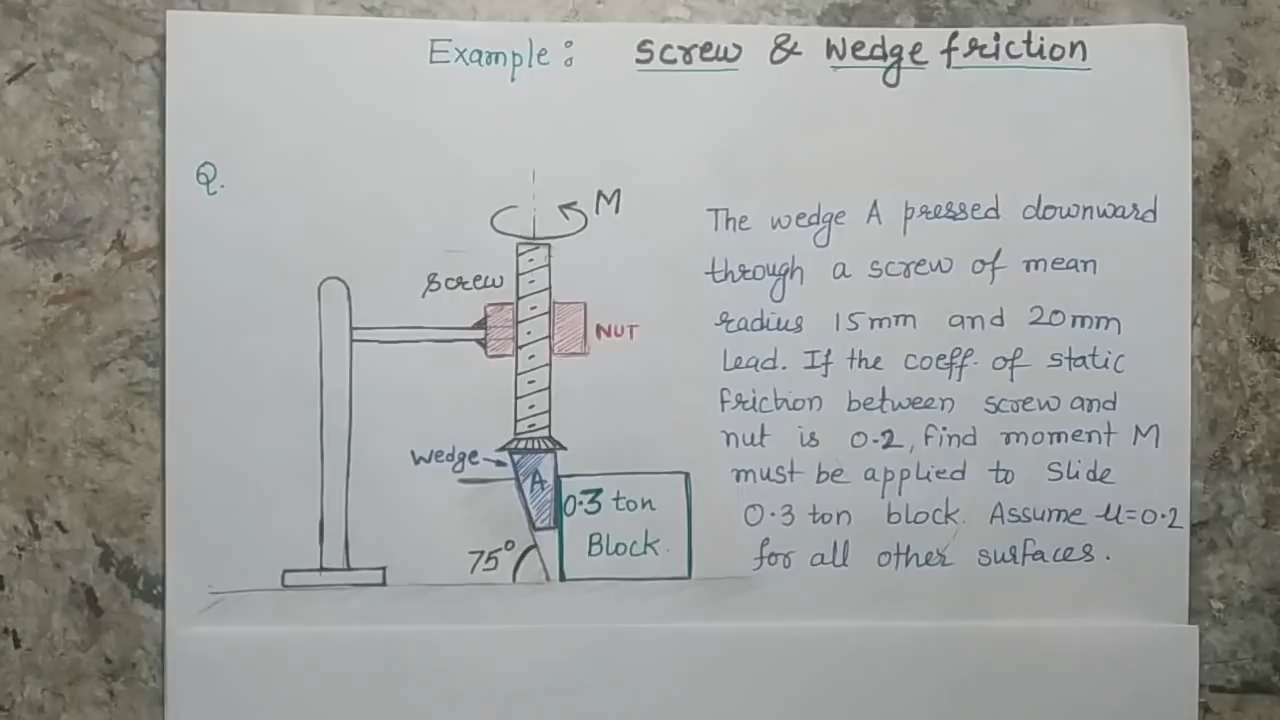 Example: Screw & Wedge friction
Q.
M
Screw
NUT
wedge
A
0.3 ton
Block.
75°
The wedge A pressed downward
through a screw of mean
radius 15mm and 20mm
Lead. If the coeff. of static
friction between screw and
nut is 0.2, find moment M
must be applied to slide
0.3 ton block. Assume μ=0.2
for all other surfaces.